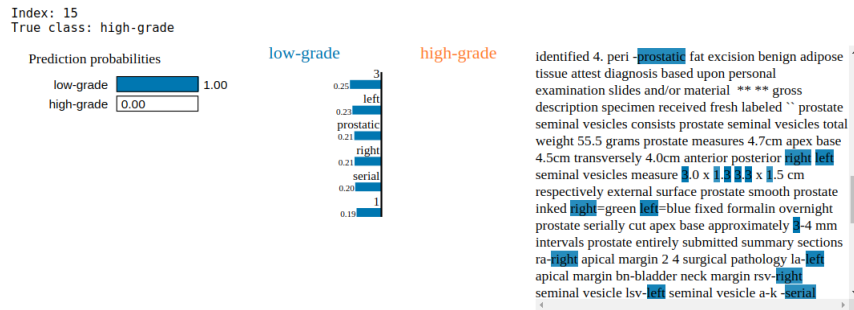 Index: 15
True class: high-grade
Prediction probabilities
low-grade 1.00
high-grade 0.00
low-grade high-grade
3
0.25
left
0.23
prostatic
0.21
right
0.21
serial
0.20
1
0.19
identified 4. peri -prostatic fat excision benign adipose
tissue attest diagnosis based upon personal
examination slides and/or material ** ** gross
description specimen received fresh labeled `` prostate
seminal vesicles consists prostate seminal vesicles total
weight 55.5 grams prostate measures 4.7cm apex base
4.5cm transversely 4.0cm anterior posterior right left
seminal vesicles measure 3.0 x 1.3 3.3 x 1.5 cm
respectively external surface prostate smooth prostate
inked right=green left=blue fixed formalin overnight
prostate serially cut apex base approximately 3-4 mm
intervals prostate entirely submitted summary sections
ra-right apical margin 2 4 surgical pathology la-left
apical margin bn-bladder neck margin rsv-right
seminal vesicle lsv-left seminal vesicle a-k -serial